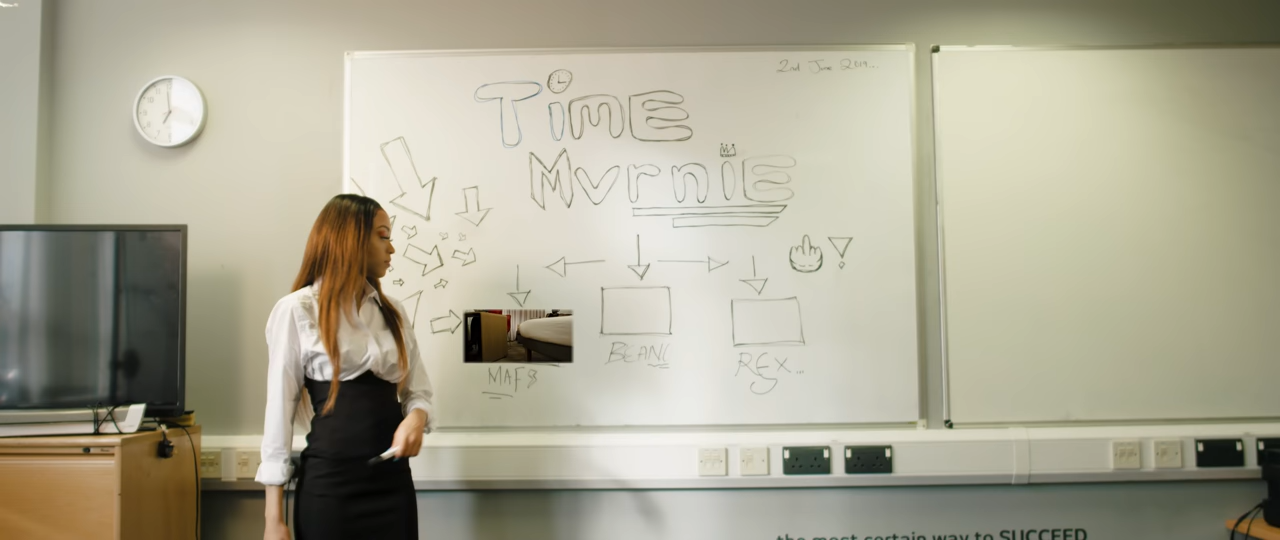 2nd June 2019...
TiME
MvrniE
MAFS
BEANI
REX...
the most certain way to SUCCEED